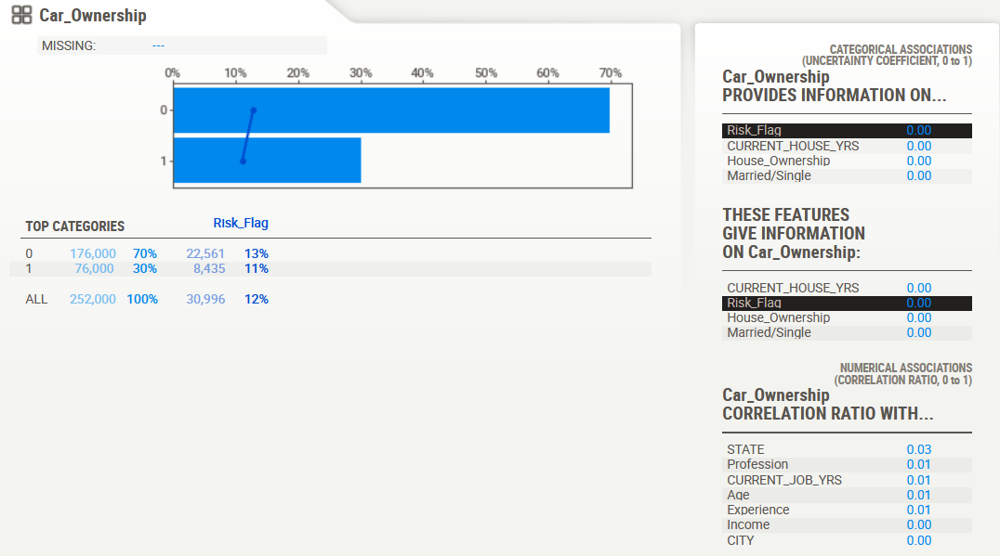 Car_Ownership
MISSING: ---
0% 10% 20% 30% 40% 50% 60% 70%
0
1
TOP CATEGORIES Risk_Flag
0 176,000 70% 22,561 13%
1 76,000 30% 8,435 11%
ALL 252,000 100% 30,996 12%
CATEGORICAL ASSOCIATIONS
(UNCERTAINTY COEFFICIENT, 0 to 1)
Car_Ownership
PROVIDES INFORMATION ON...
Risk_Flag 0.00
CURRENT_HOUSE_YRS 0.00
House_Ownership 0.00
Married/Single 0.00
THESE FEATURES
GIVE INFORMATION
ON Car_Ownership:
CURRENT_HOUSE_YRS 0.00
Risk_Flag 0.00
House_Ownership 0.00
Married/Single 0.00
NUMERICAL ASSOCIATIONS
(CORRELATION RATIO, 0 to 1)
Car_Ownership
CORRELATION RATIO WITH...
STATE 0.03
Profession 0.01
CURRENT_JOB_YRS 0.01
Age 0.01
Experience 0.01
Income 0.00
CITY 0.00